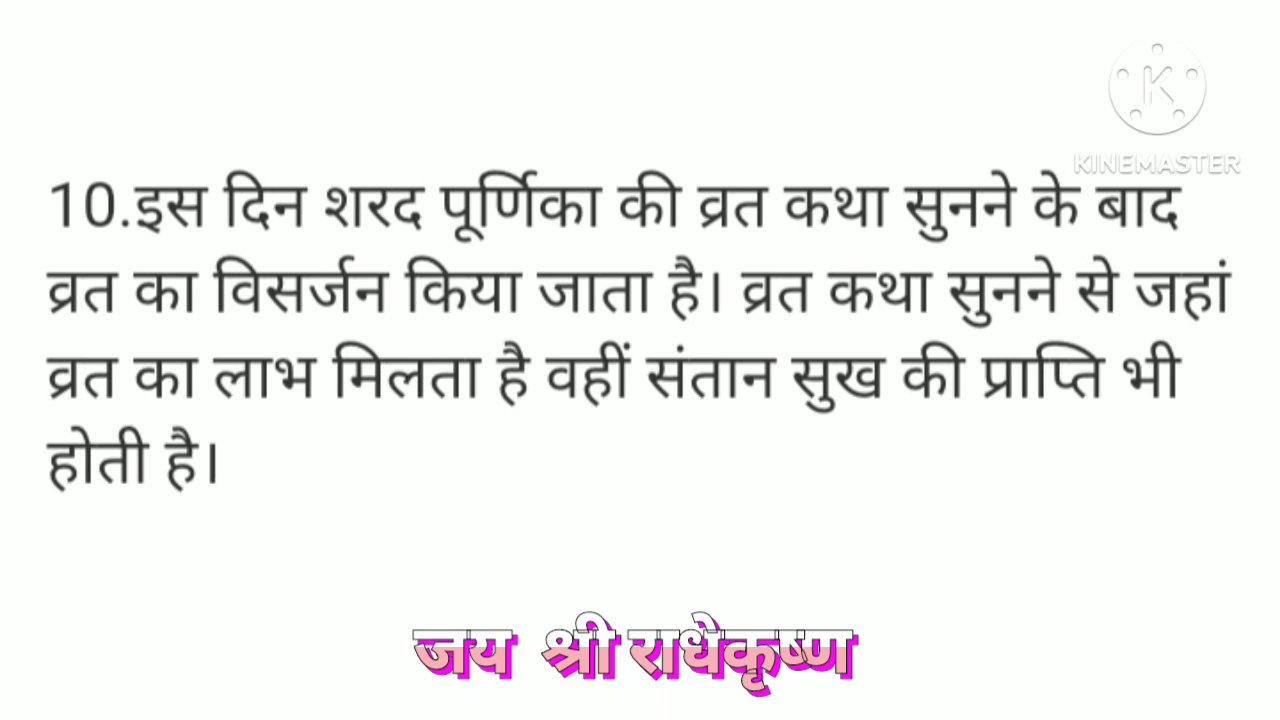 KINEMASTER
10.इस दिन शरद पूर्णिका की व्रत कथा सुनने के बाद
व्रत का विसर्जन किया जाता है। व्रत कथा सुनने से जहां
व्रत का लाभ मिलता है वहीं संतान सुख की प्राप्ति भी
होती है।
जय श्री राधेकृष्ण